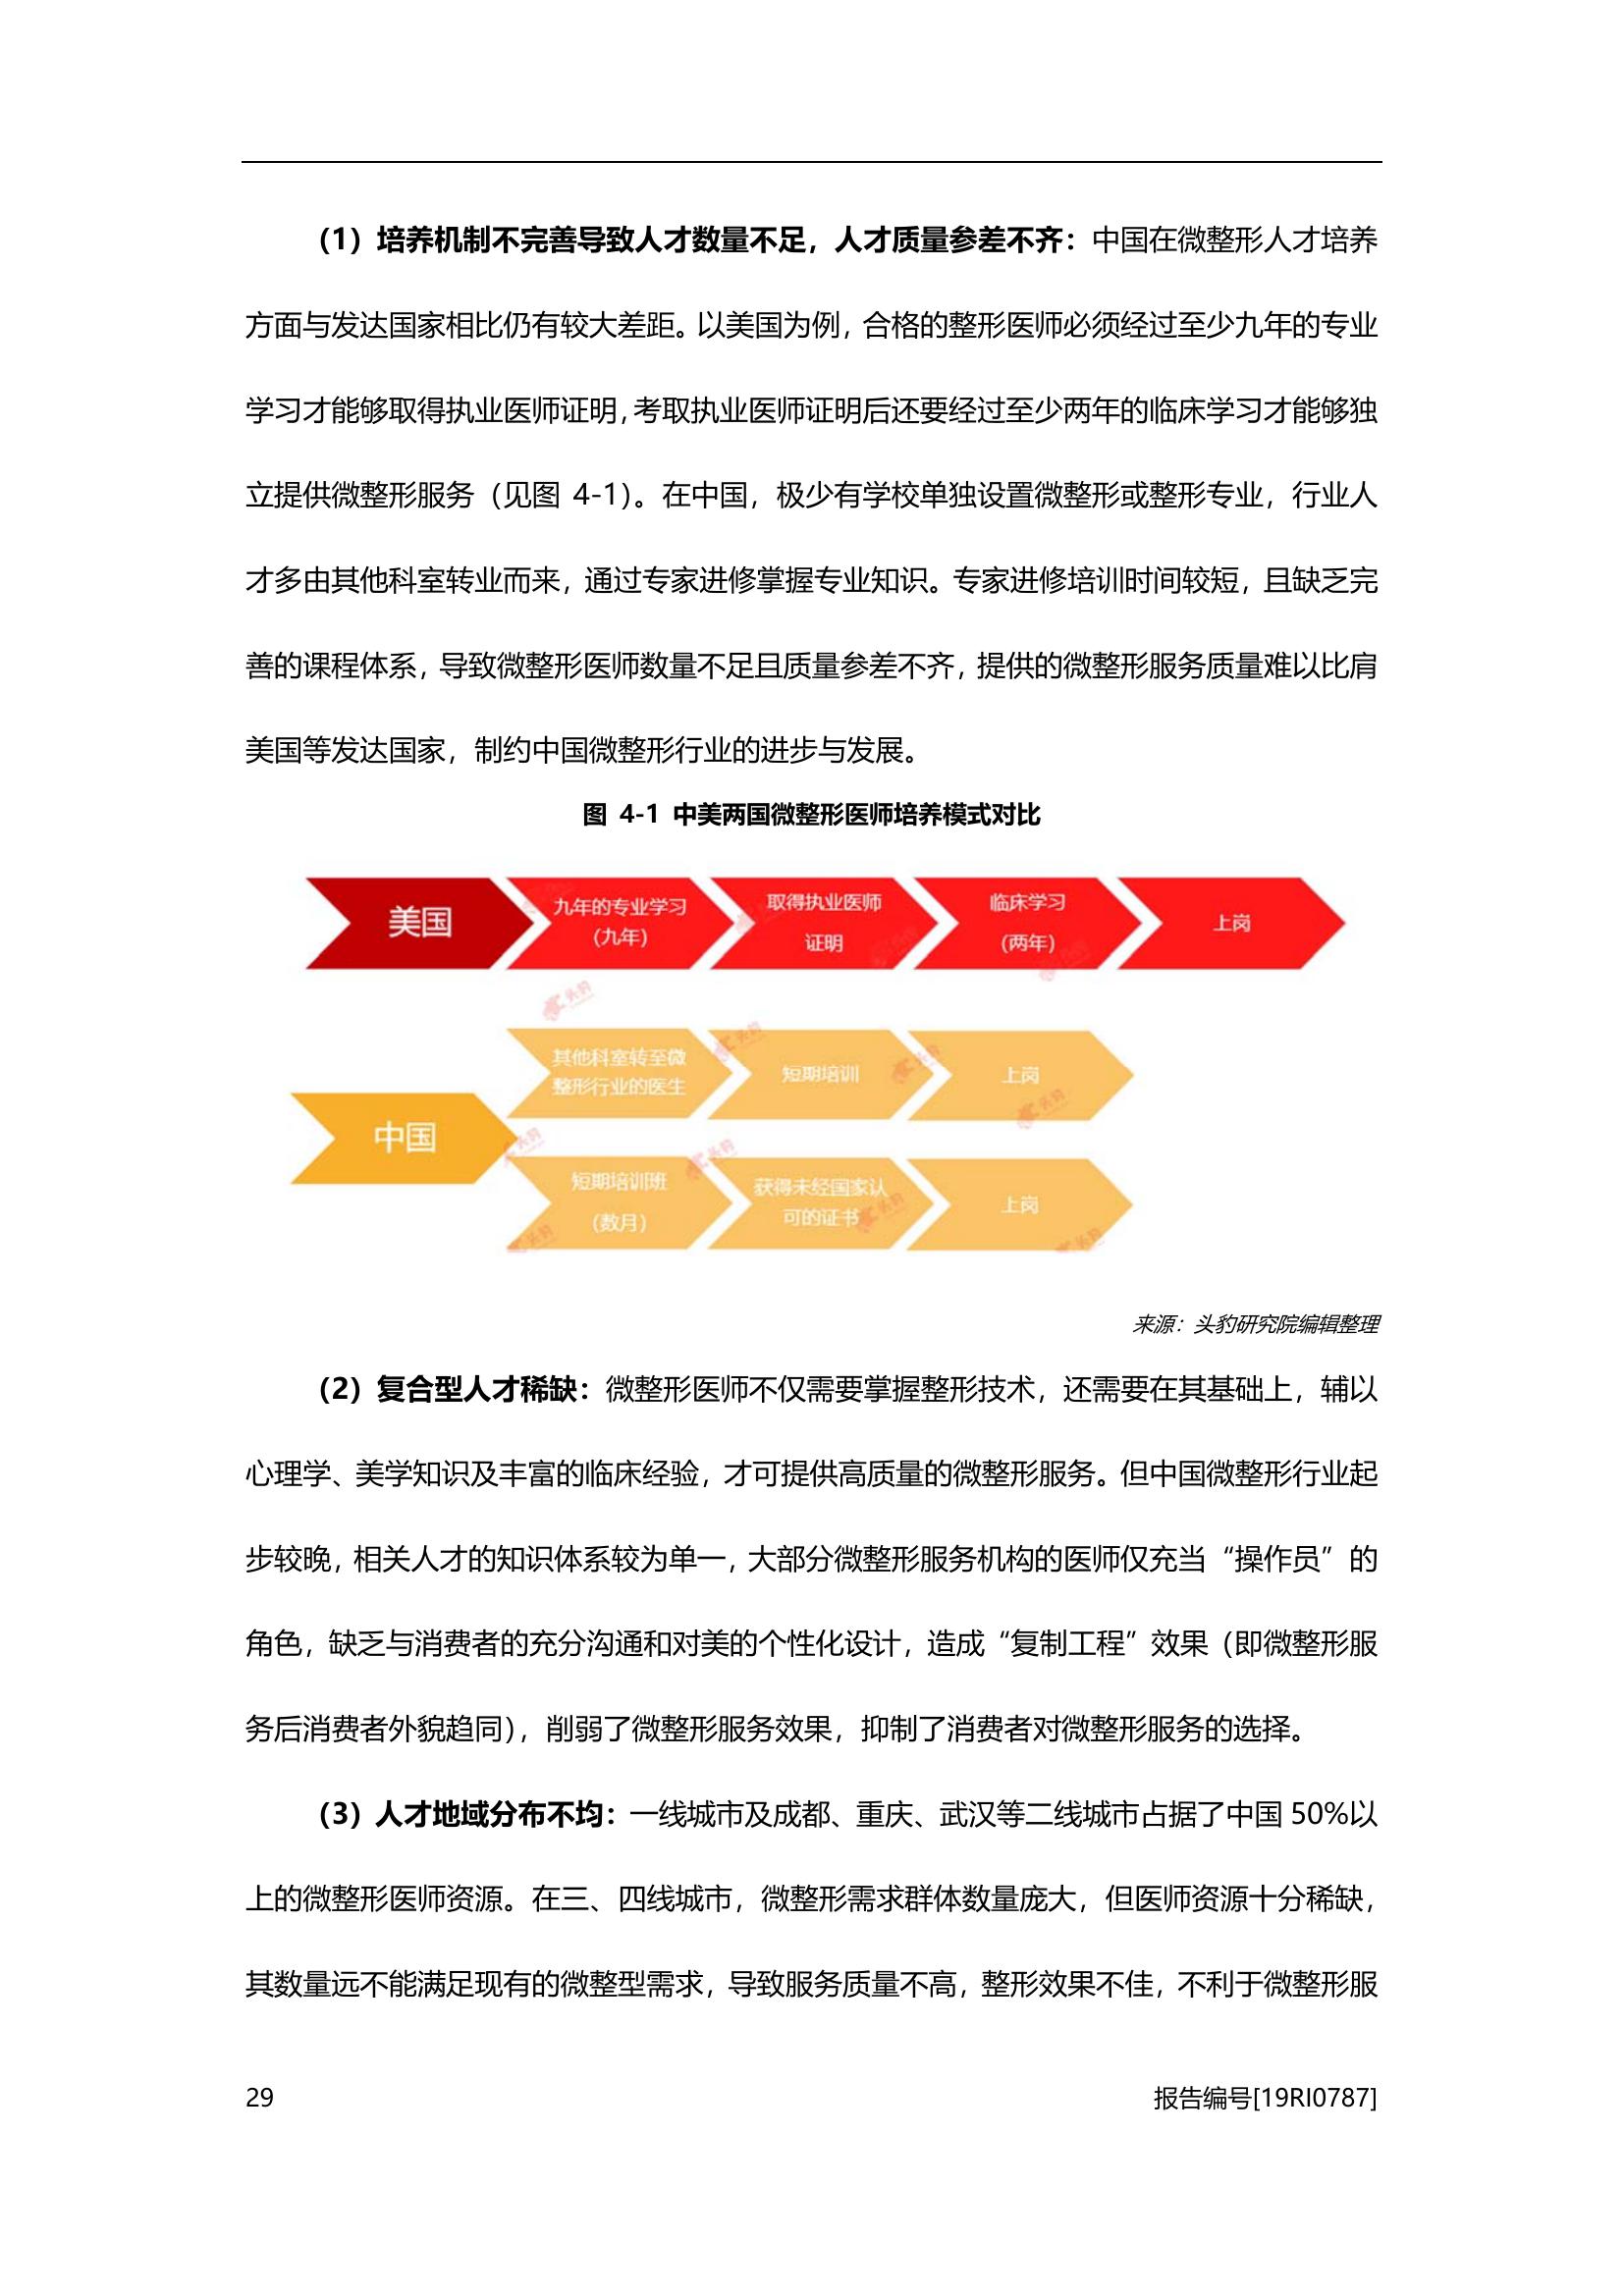 （1）培养机制不完善导致人才数量不足，人才质量参差不齐：中国在微整形人才培养
方面与发达国家相比仍有较大差距。以美国为例，合格的整形医师必须经过至少九年的专业
学习才能够取得执业医师证明，考取执业医师证明后还要经过至少两年的临床学习才能够独
立提供微整形服务（见图 4-1）。在中国，极少有学校单独设置微整形或整形专业，行业人
才多由其他科室转业而来，通过专家进修掌握专业知识。专家进修培训时间较短，且缺乏完
善的课程体系，导致微整形医师数量不足且质量参差不齐，提供的微整形服务质量难以比肩
美国等发达国家，制约中国微整形行业的进步与发展。
图 4-1 中美两国微整形医师培养模式对比
美国
九年的专业学习
（九年）
取得执业医师
证明
临床学习
（两年）
上岗
中国
其他科室转至微
整形行业的医生
短期培训
上岗
短期培训班
（数月）
获得未经国家认
可的证书
上岗
来源：头豹研究院编辑整理
（2）复合型人才稀缺：微整形医师不仅需要掌握整形技术，还需要在其基础上，辅以
心理学、美学知识及丰富的临床经验，才可提供高质量的微整形服务。但中国微整形行业起
步较晚，相关人才的知识体系较为单一，大部分微整形服务机构的医师仅充当“操作员”的
角色，缺乏与消费者的充分沟通和对美的个性化设计，造成“复制工程”效果（即微整形服
务后消费者外貌趋同），削弱了微整形服务效果，抑制了消费者对微整形服务的选择。
（3）人才地域分布不均：一线城市及成都、重庆、武汉等二线城市占据了中国 50%以
上的微整形医师资源。在三、四线城市，微整形需求群体数量庞大，但医师资源十分稀缺，
其数量远不能满足现有的微整型需求，导致服务质量不高，整形效果不佳，不利于微整形服
29
报告编号[19RI0787]